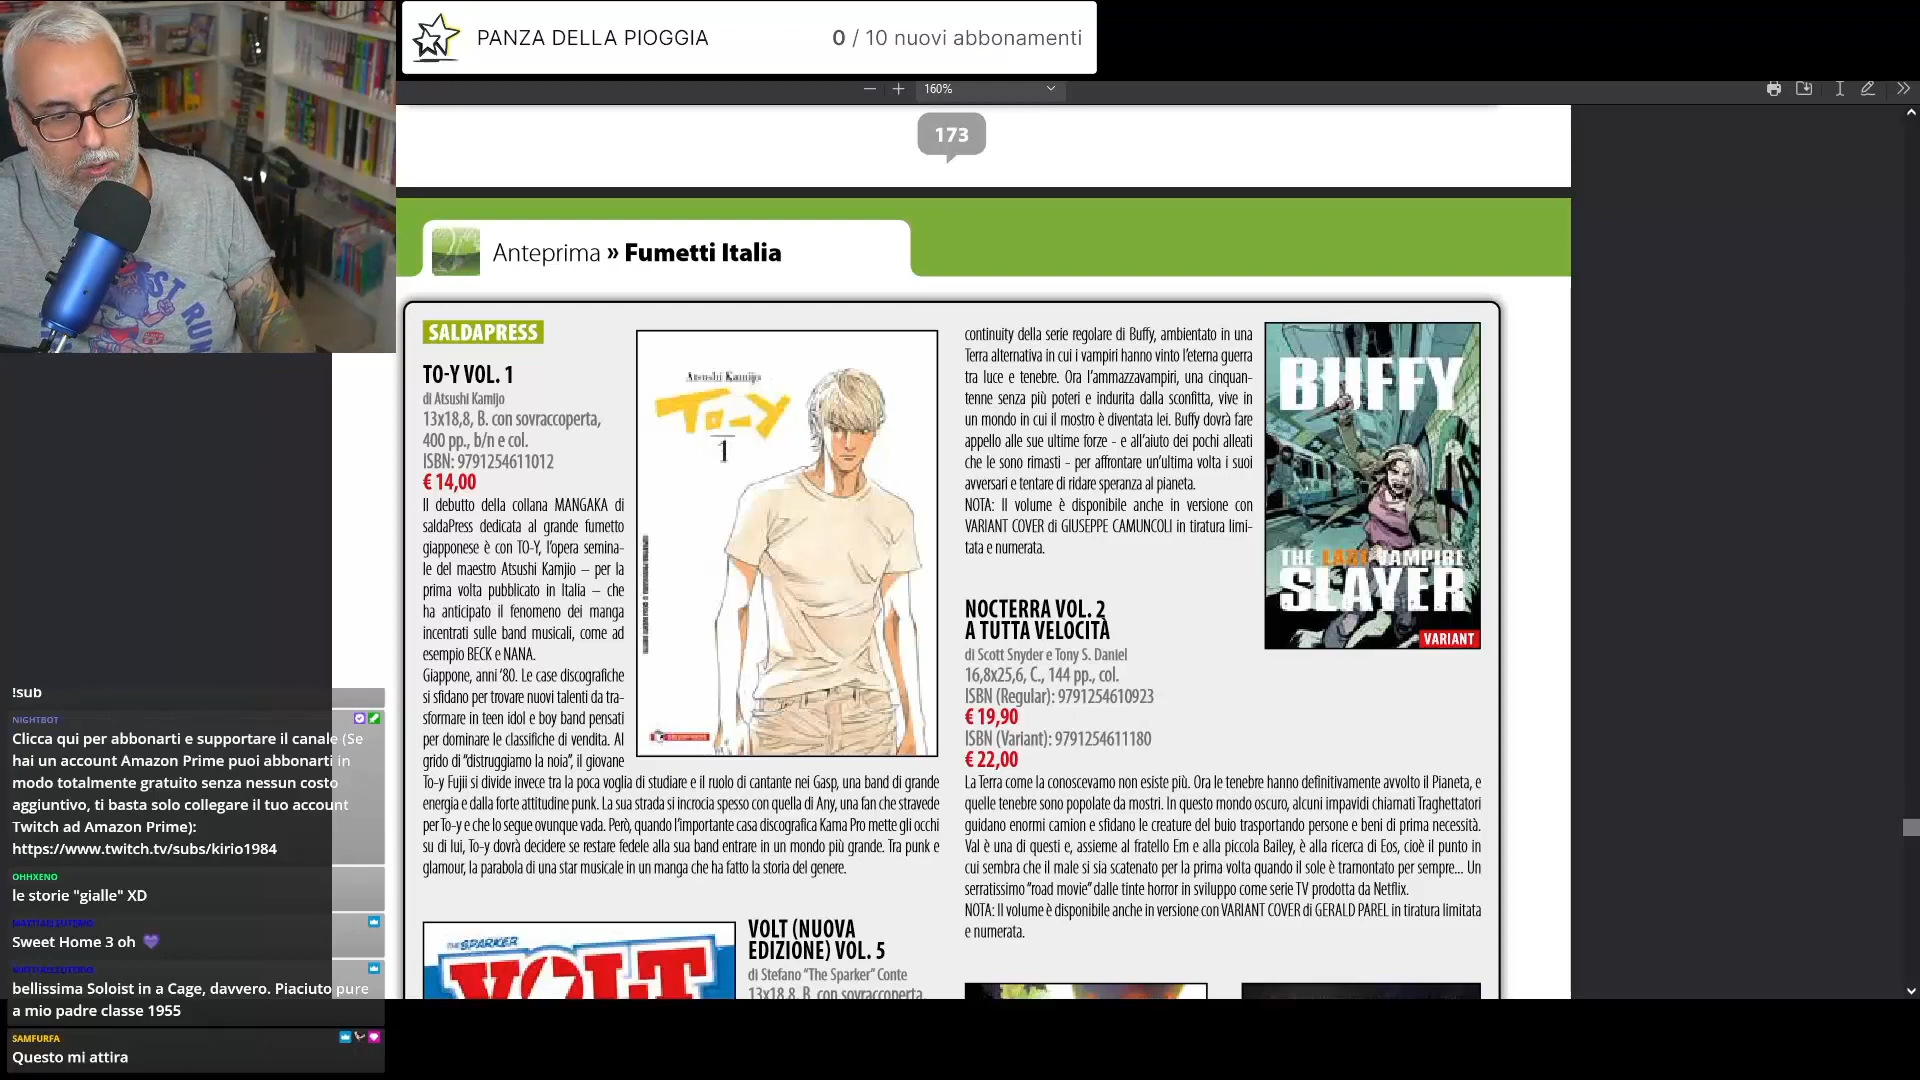 PANZA DELLA PIOGGIA
0 / 10 nuovi abbonamenti
160%
173
Anteprima » Fumetti Italia
SALDAPRESS
TO-Y VOL. 1
di Atsushi Kamijo
13x18,8, B. con sovraccoperta,
400 pp., b/n e col.
ISBN: 9791254611012
€ 14,00
Il debutto della collana MANGAKA di
saldaPress dedicata al grande fumetto
giapponese è con TO-Y, l'opera semina-
le del maestro Atsushi Kamjio – per la
prima volta pubblicato in Italia – che
ha anticipato il fenomeno dei manga
incentrati sulle band musicali, come ad
esempio BECK e NANA.
Giappone, anni '80. Le case discografiche
si sfidano per trovare nuovi talenti da tra-
sformare in teen idol e boy band pensati
per dominare le classifiche di vendita. Al
grido di "distruggiamo la noia", il giovane
To-y Fujii si divide invece tra la poca voglia di studiare e il ruolo di cantante nei Gasp, una band di grande
energia e dalla forte attitudine punk. La sua strada si incrocia spesso con quella di Any, una fan che stravede
per To-y e che lo segue ovunque vada. Però, quando l'importante casa discografica Kama Pro mette gli occhi
su di lui, To-y dovrà decidere se restare fedele alla sua band entrare in un mondo più grande. Tra punk e
glamour, la parabola di una star musicale in un manga che ha fatto la storia del genere.
Atsushi Kamijo
To-y
1
THE SPARKER
VOLT
VOLT (NUOVA
EDIZIONE) VOL. 5
di Stefano "The Sparker" Conte
13x18,8, B. con sovraccoperta,
continuity della serie regolare di Buffy, ambientato in una
Terra alternativa in cui i vampiri hanno vinto l'eterna guerra
tra luce e tenebre. Ora l'ammazzavampiri, una cinquan-
tenne senza più poteri e indurita dalla sconfitta, vive in
un mondo in cui il mostro è diventata lei. Buffy dovrà fare
appello alle sue ultime forze - e all'aiuto dei pochi alleati
che le sono rimasti - per affrontare un'ultima volta i suoi
avversari e tentare di ridare speranza al pianeta.
NOTA: Il volume è disponibile anche in versione con
VARIANT COVER di GIUSEPPE CAMUNCOLI in tiratura limi-
tata e numerata.
BUFFY
THE LAST VAMPIRE
SLAYER
VARIANT
NOCTERRA VOL. 2
A TUTTA VELOCITÀ
di Scott Snyder e Tony S. Daniel
16,8x25,6, C., 144 pp., col.
ISBN (Regular): 9791254610923
€ 19,90
ISBN (Variant): 9791254611180
€ 22,00
La Terra come la conoscevamo non esiste più. Ora le tenebre hanno definitivamente avvolto il Pianeta, e
quelle tenebre sono popolate da mostri. In questo mondo oscuro, alcuni impavidi chiamati Traghettatori
guidano enormi camion e sfidano le creature del buio trasportando persone e beni di prima necessità.
Val è una di questi e, assieme al fratello Em e alla piccola Bailey, è alla ricerca di Eos, cioè il punto in
cui sembra che il male si sia scatenato per la prima volta quando il sole è tramontato per sempre... Un
serratissimo "road movie" dalle tinte horror in sviluppo come serie TV prodotta da Netflix.
NOTA: Il volume è disponibile anche in versione con VARIANT COVER di GERALD PAREL in tiratura limitata
e numerata.
!sub
NIGHTBOT
Clicca qui per abbonarti e supportare il canale (Se
hai un account Amazon Prime puoi abbonarti in
modo totalmente gratuito senza nessun costo
aggiuntivo, ti basta solo collegare il tuo account
Twitch ad Amazon Prime):
https://www.twitch.tv/subs/kirio1984
OHHXENO
le storie "gialle" XD
Sweet Home 3 oh 💜
bellissima Soloist in a Cage, davvero. Piaciuto pure
a mio padre classe 1955
SAMFURFA
Questo mi attira